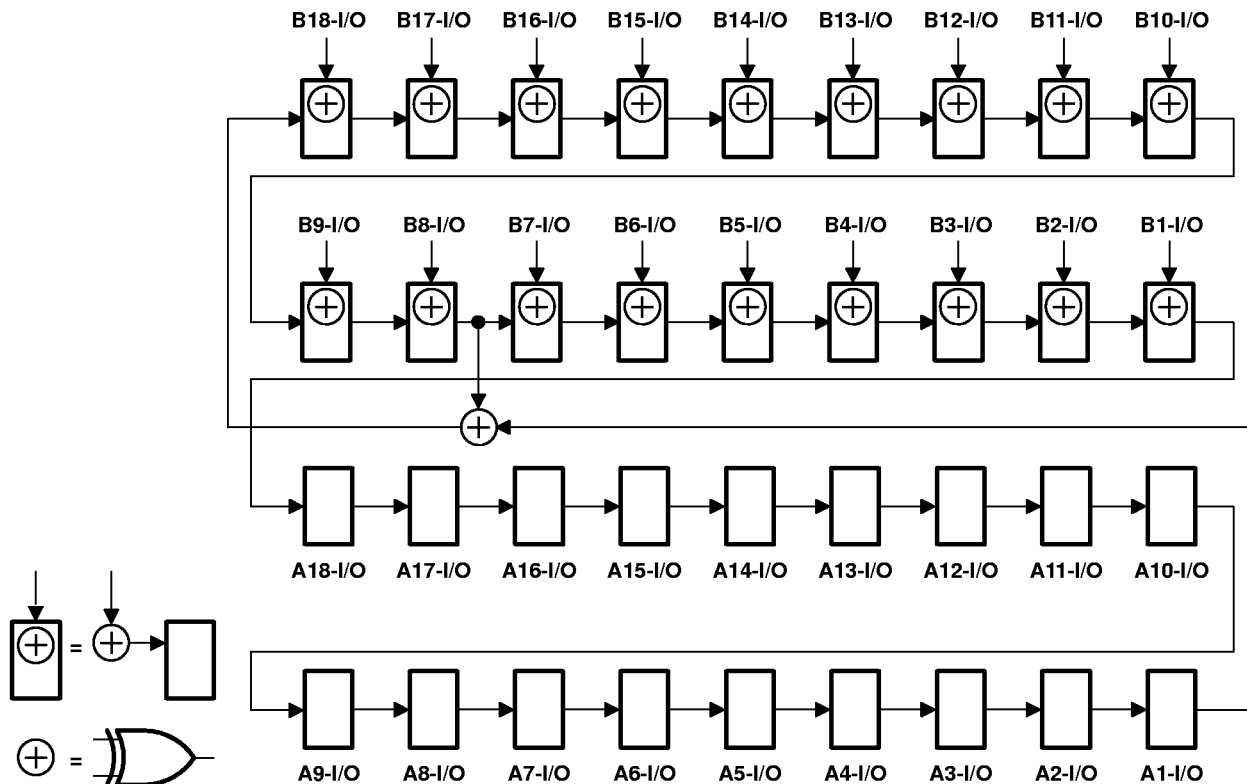 B18-I/O B17-I/O B16-I/O B15-I/O B14-I/O B13-I/O B12-I/O B11-I/O B10-I/O
B9-I/O B8-I/O B7-I/O B6-I/O B5-I/O B4-I/O B3-I/O B2-I/O B1-I/O
A18-I/O A17-I/O A16-I/O A15-I/O A14-I/O A13-I/O A12-I/O A11-I/O A10-I/O
=
=
A9-I/O A8-I/O A7-I/O A6-I/O A5-I/O A4-I/O A3-I/O A2-I/O A1-I/O